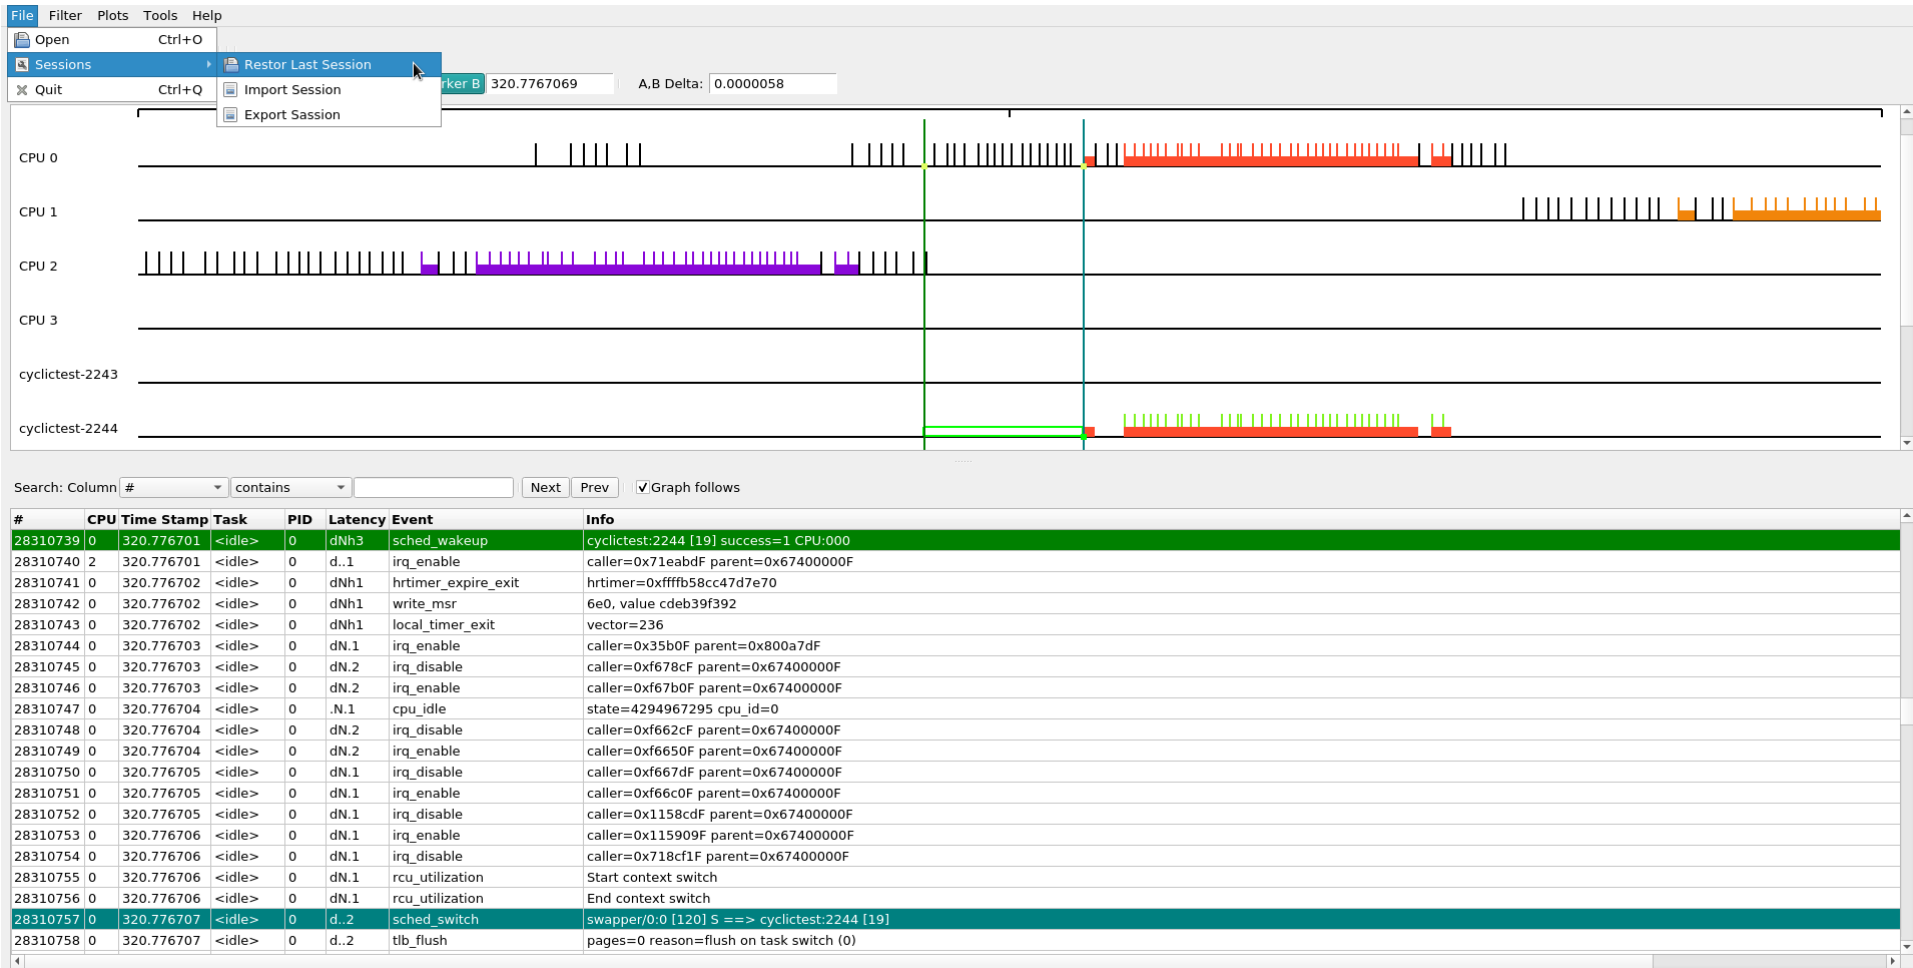 File Filter Plots Tools Help
Open Ctrl+O
Sessions Restor Last Session
rker B 320.7767069 A,B Delta: 0.0000058
Quit Ctrl+Q Import Session
Export Sassion
CPU 0
CPU 1
CPU 2
CPU 3
cyclictest-2243
cyclictest-2244
Search: Column # contains Next Prev Graph follows
# CPU Time Stamp Task PID Latency Event Info
28310739 0 320.776701 <idle> 0 dNh3 sched_wakeup cyclictest:2244 [19] success=1 CPU:000
28310740 2 320.776701 <idle> 0 d..1 irq_enable caller=0x71eabdF parent=0x67400000F
28310741 0 320.776702 <idle> 0 dNh1 hrtimer_expire_exit hrtimer=0xffffb58cc47d7e70
28310742 0 320.776702 <idle> 0 dNh1 write_msr 6e0, value cdeb39f392
28310743 0 320.776702 <idle> 0 dNh1 local_timer_exit vector=236
28310744 0 320.776703 <idle> 0 dN.1 irq_enable caller=0x35b0F parent=0x800a7dF
28310745 0 320.776703 <idle> 0 dN.2 irq_disable caller=0xf678cF parent=0x67400000F
28310746 0 320.776703 <idle> 0 dN.2 irq_enable caller=0xf67b0F parent=0x67400000F
28310747 0 320.776704 <idle> 0 .N.1 cpu_idle state=4294967295 cpu_id=0
28310748 0 320.776704 <idle> 0 dN.2 irq_disable caller=0xf662cF parent=0x67400000F
28310749 0 320.776704 <idle> 0 dN.2 irq_enable caller=0xf6650F parent=0x67400000F
28310750 0 320.776705 <idle> 0 dN.1 irq_disable caller=0xf667dF parent=0x67400000F
28310751 0 320.776705 <idle> 0 dN.1 irq_enable caller=0xf66c0F parent=0x67400000F
28310752 0 320.776705 <idle> 0 dN.1 irq_disable caller=0x1158cdF parent=0x67400000F
28310753 0 320.776706 <idle> 0 dN.1 irq_enable caller=0x115909F parent=0x67400000F
28310754 0 320.776706 <idle> 0 dN.1 irq_disable caller=0x718cf1F parent=0x67400000F
28310755 0 320.776706 <idle> 0 dN.1 rcu_utilization Start context switch
28310756 0 320.776706 <idle> 0 dN.1 rcu_utilization End context switch
28310757 0 320.776707 <idle> 0 d..2 sched_switch swapper/0:0 [120] S ==> cyclictest:2244 [19]
28310758 0 320.776707 <idle> 0 d..2 tlb_flush pages=0 reason=flush on task switch (0)